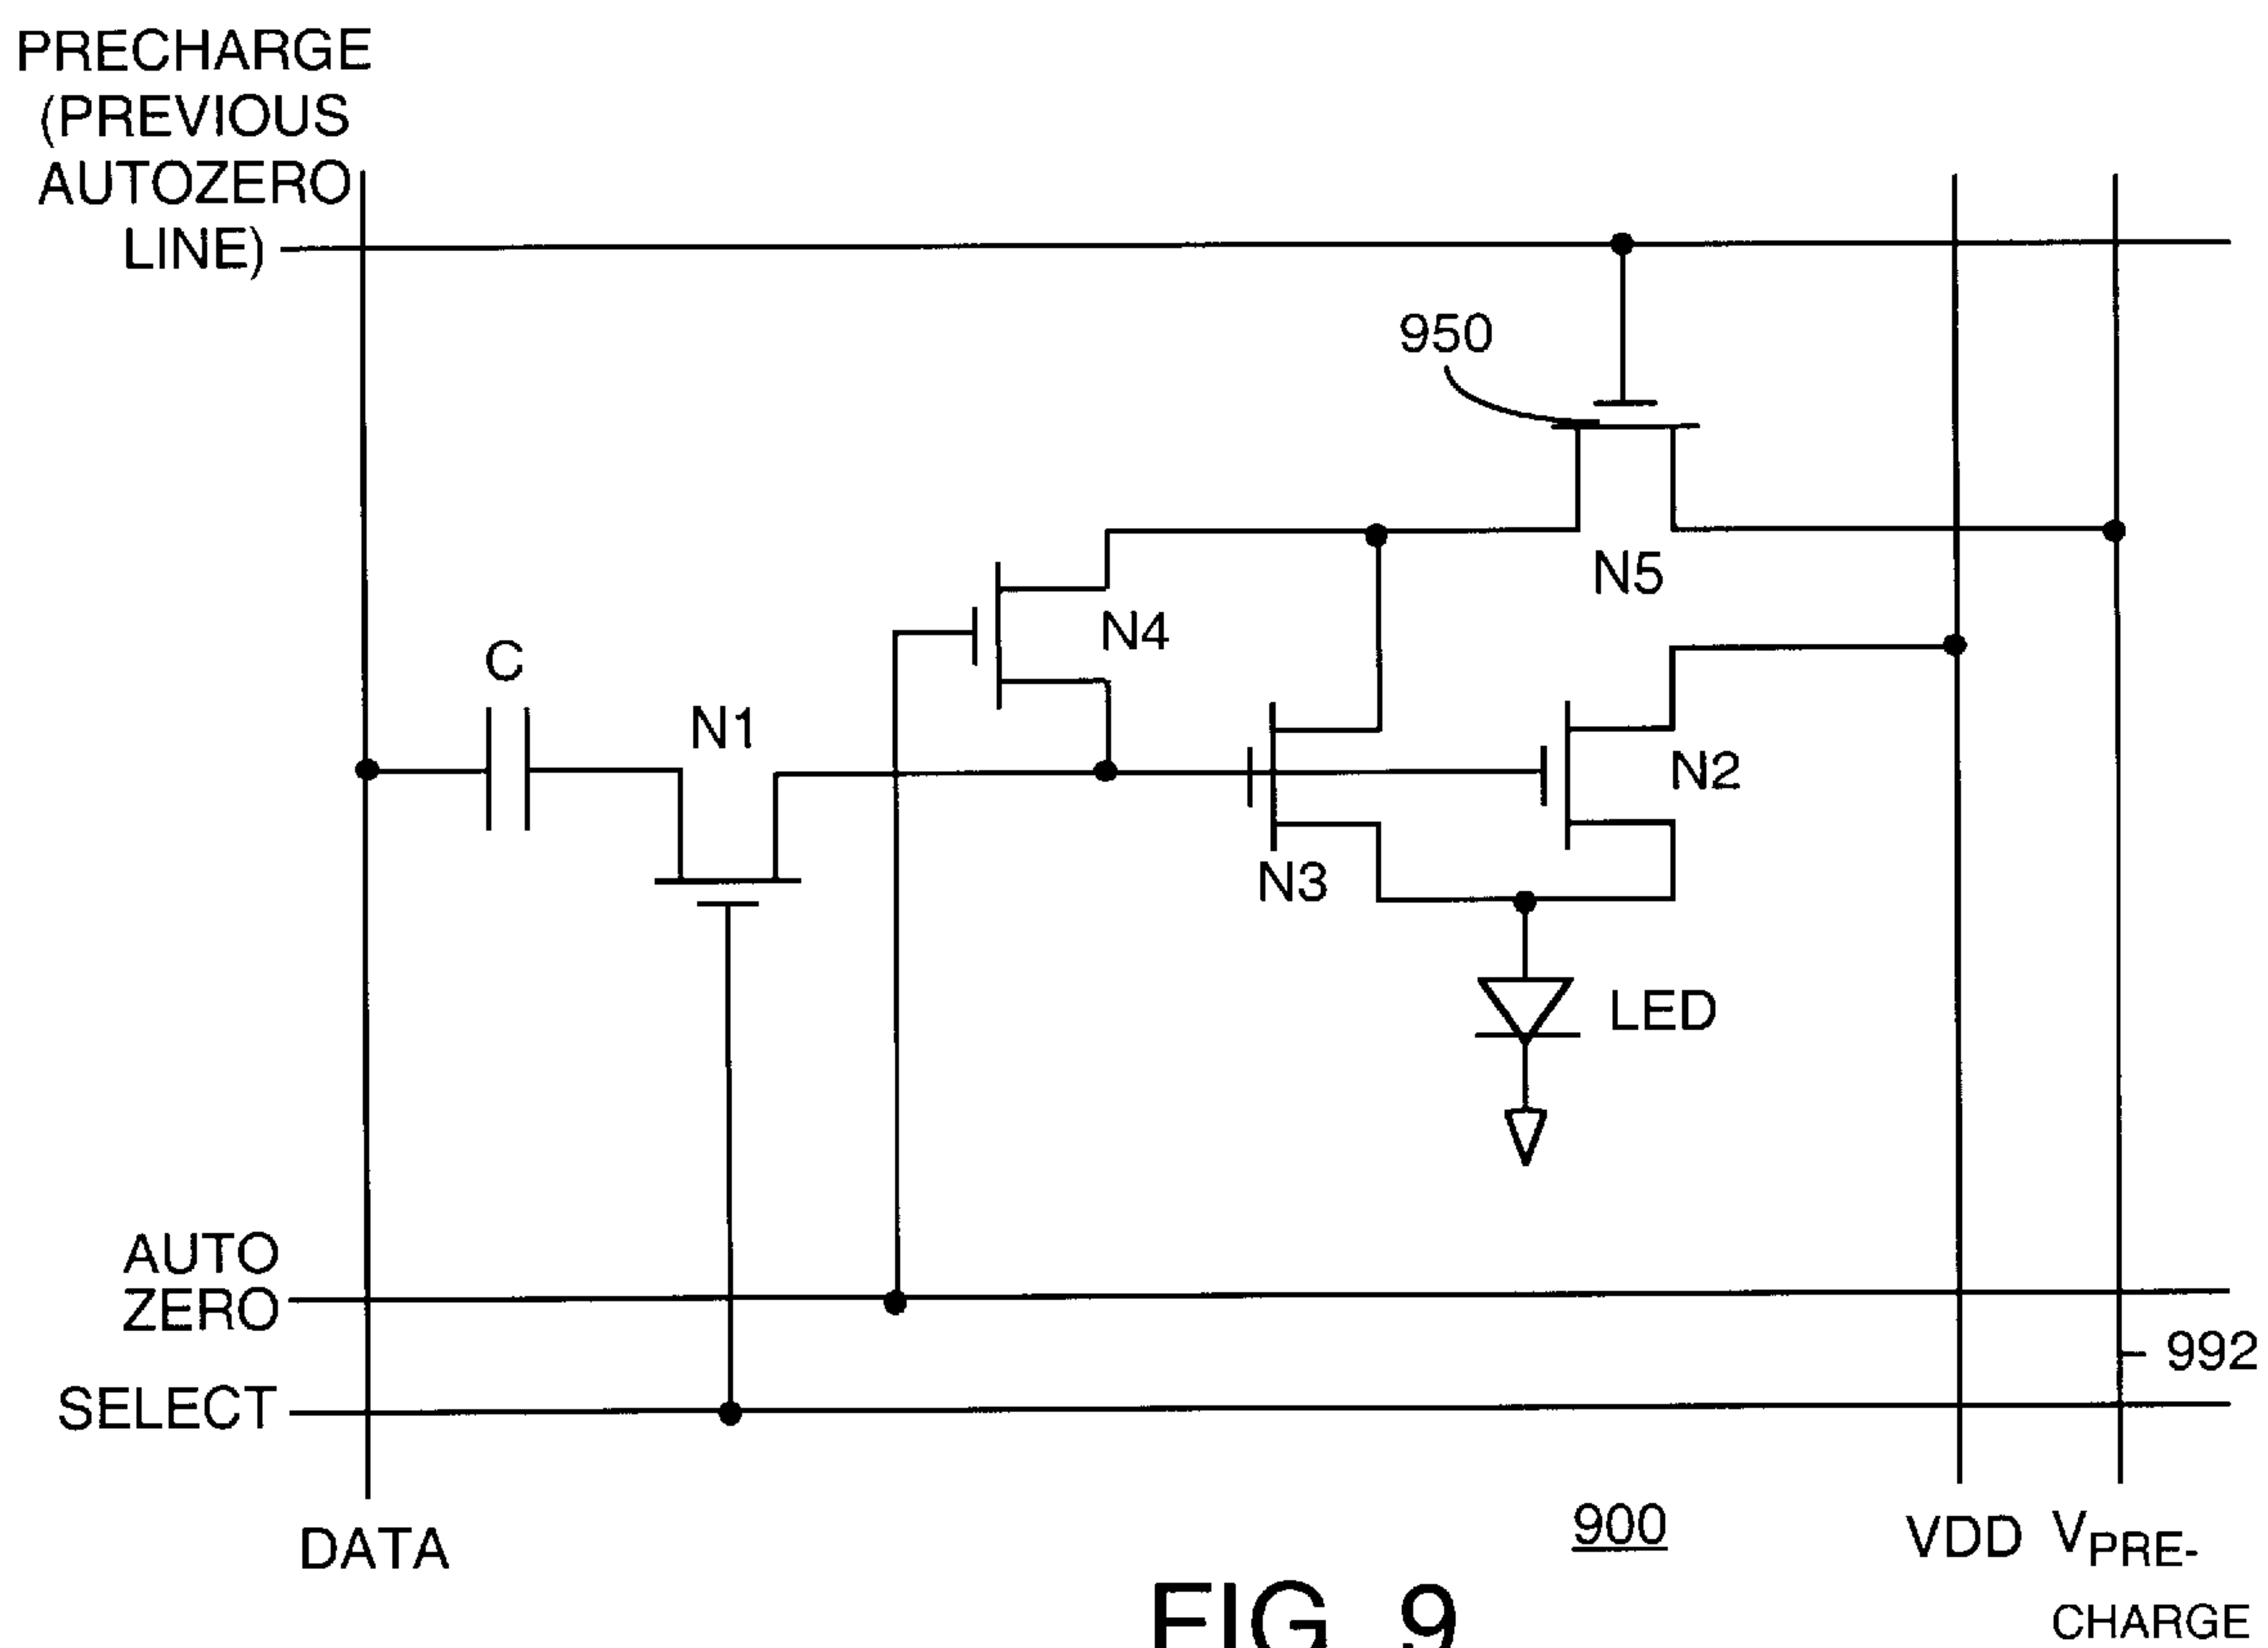 PRECHARGE
(PREVIOUS
AUTOZERO
LINE)
950
N5
N4
C
N1
N2
N3
LED
AUTO
ZERO
992
SELECT
DATA
900
VDD
VPRE-
CHARGE
FIG. 9